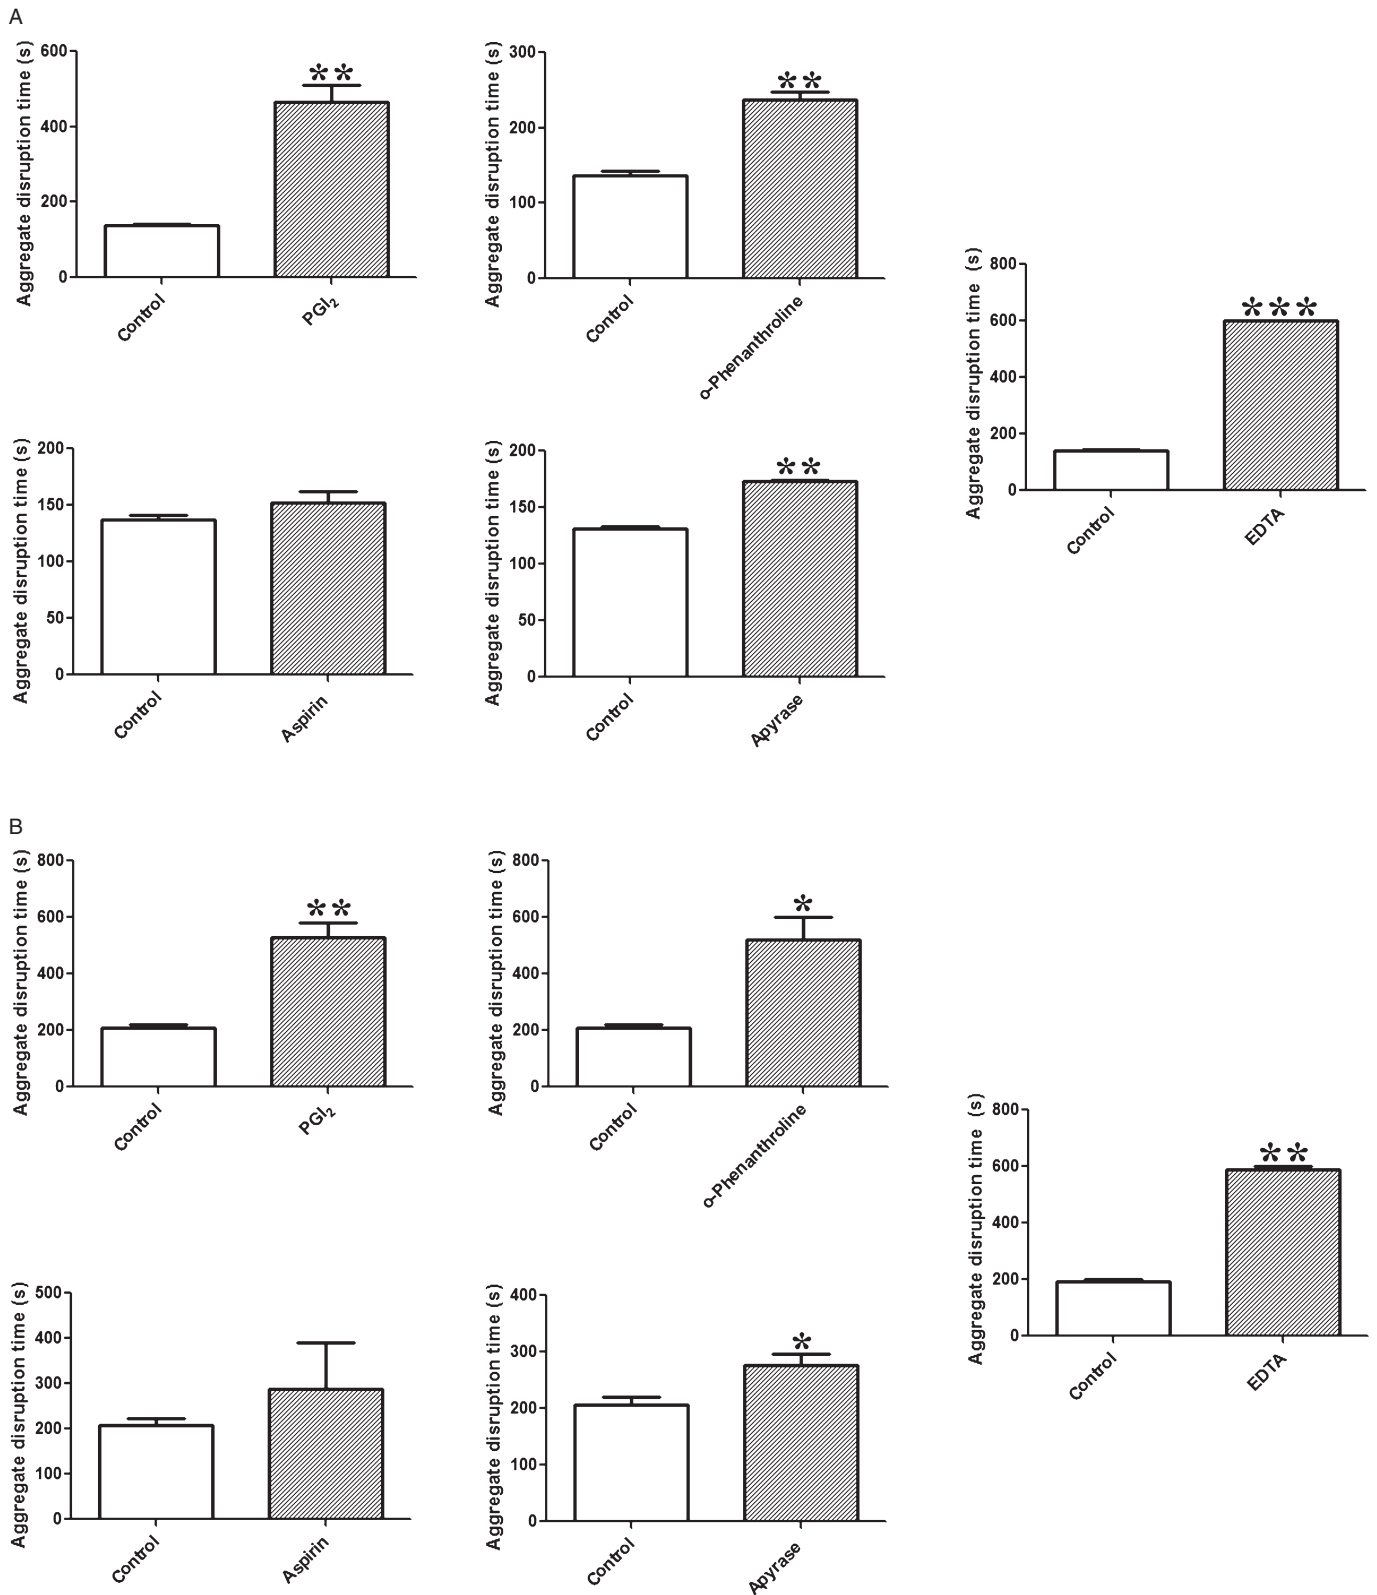 A
Aggregate disruption time (s)
600
400
200
0
**
Control
PGI₂
Aggregate disruption time (s)
300
200
100
0
**
Control
o-Phenanthroline
Aggregate disruption time (s)
800
600
400
200
0
***
Control
EDTA
Aggregate disruption time (s)
200
150
100
50
0
Control
Aspirin
Aggregate disruption time (s)
200
150
100
50
0
**
Control
Apyrase
B
Aggregate disruption time (s)
800
600
400
200
0
**
Control
PGI₂
Aggregate disruption time (s)
800
600
400
200
0
*
Control
o-Phenanthroline
Aggregate disruption time (s)
800
600
400
200
0
**
Control
EDTA
Aggregate disruption time (s)
500
400
300
200
100
0
Control
Aspirin
Aggregate disruption time (s)
400
300
200
100
0
*
Control
Apyrase